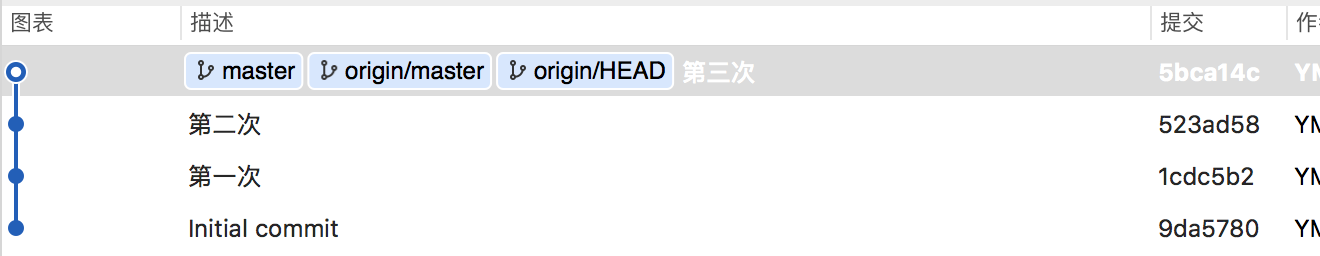 图表 描述 提交 作者
master origin/master origin/HEAD 第三次 5bca14c YM
第二次 523ad58 YM
第一次 1cdc5b2 YM
Initial commit 9da5780 YM